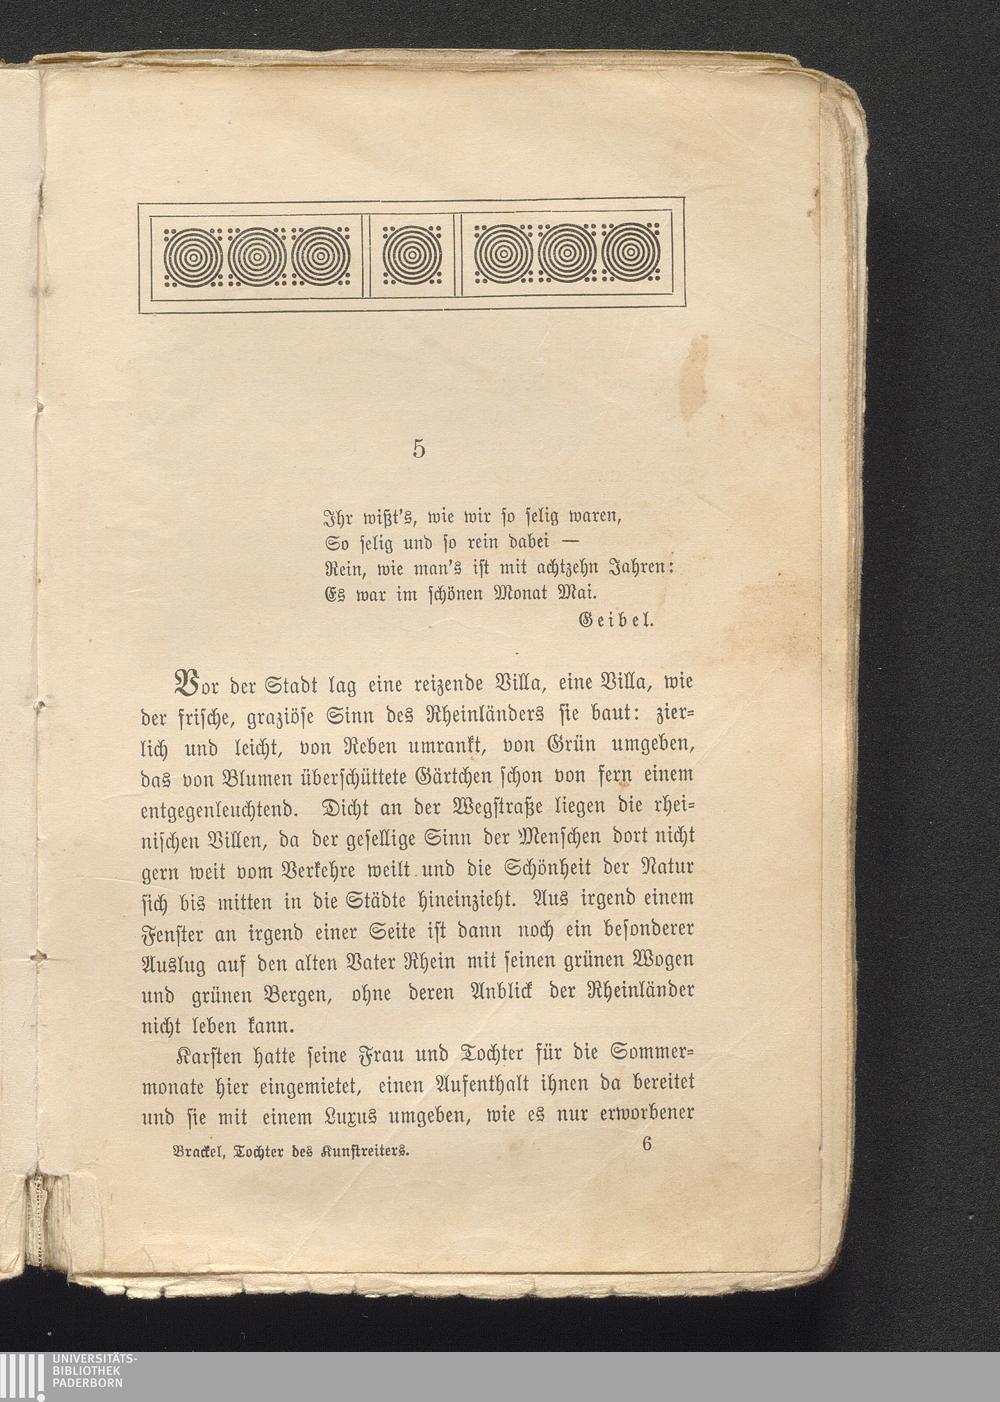 5
Ihr wißt's, wie wir so selig waren,
So selig und so rein dabei —
Rein, wie man's ist mit achtzehn Jahren:
Es war im schönen Monat Mai.
Geibel.
Vor der Stadt lag eine reizende Villa, eine Villa, wie
der frische, graziöse Sinn des Rheinländers sie baut: zier-
lich und leicht, von Reben umrankt, von Grün umgeben,
das von Blumen überschüttete Gärtchen schon von fern einem
entgegenleuchtend. Dicht an der Wegstraße liegen die rhei-
nischen Villen, da der gesellige Sinn der Menschen dort nicht
gern weit vom Verkehre weilt und die Schönheit der Natur
sich bis mitten in die Städte hineinzieht. Aus irgend einem
Fenster an irgend einer Seite ist dann noch ein besonderer
Auslug auf den alten Vater Rhein mit seinen grünen Wogen
und grünen Bergen, ohne deren Anblick der Rheinländer
nicht leben kann.
Karsten hatte seine Frau und Tochter für die Sommer-
monate hier eingemietet, einen Aufenthalt ihnen da bereitet
und sie mit einem Luxus umgeben, wie es nur erworbener
Brackel, Tochter des Kunstreiters.
6
UNIVERSITÄTS-
BIBLIOTHEK
PADERBORN